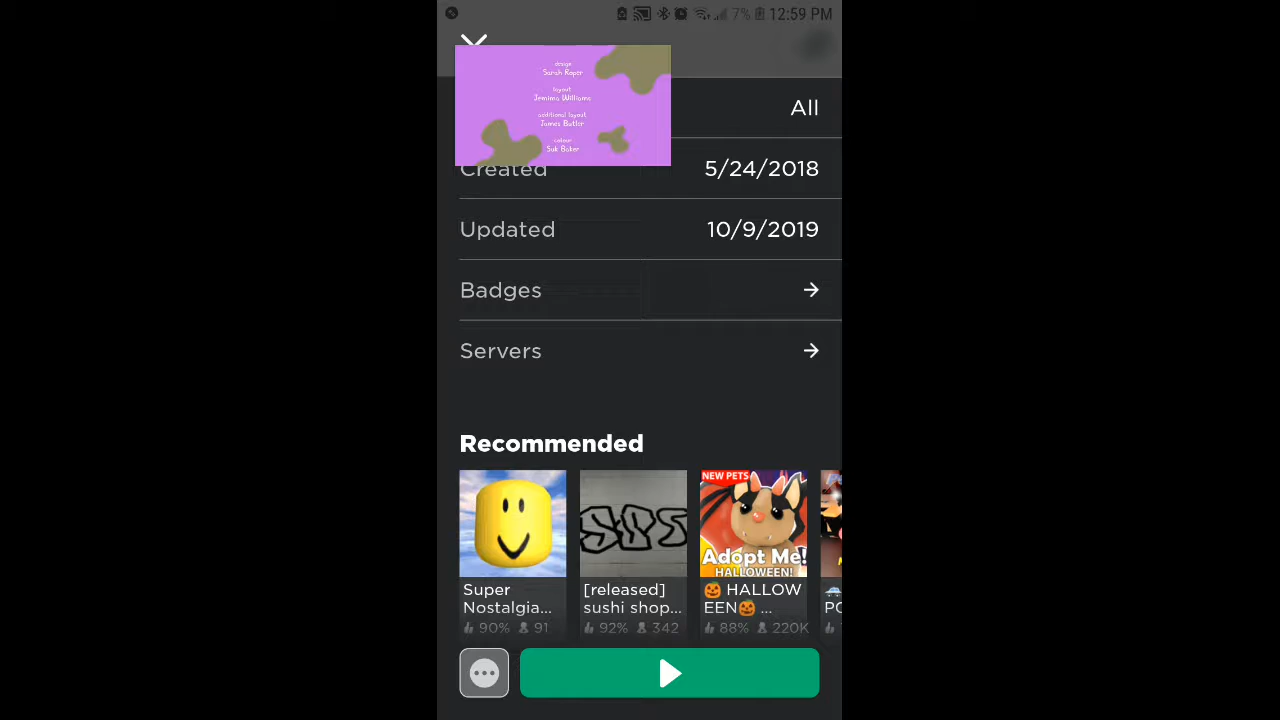 7% 12:59 PM
design
Sarah Roper
layout
Jemima Williams
additional layout
James Butler
colour
Suk Baker
All
Created 5/24/2018
Updated 10/9/2019
Badges
Servers
Recommended
SPS
NEW PETS
Adopt Me!
HALLOWEEN!
Super
Nostalgia...
90% 91
[released]
sushi shop...
92% 342
🎃 HALLOW
EEN🎃 ...
88% 220K